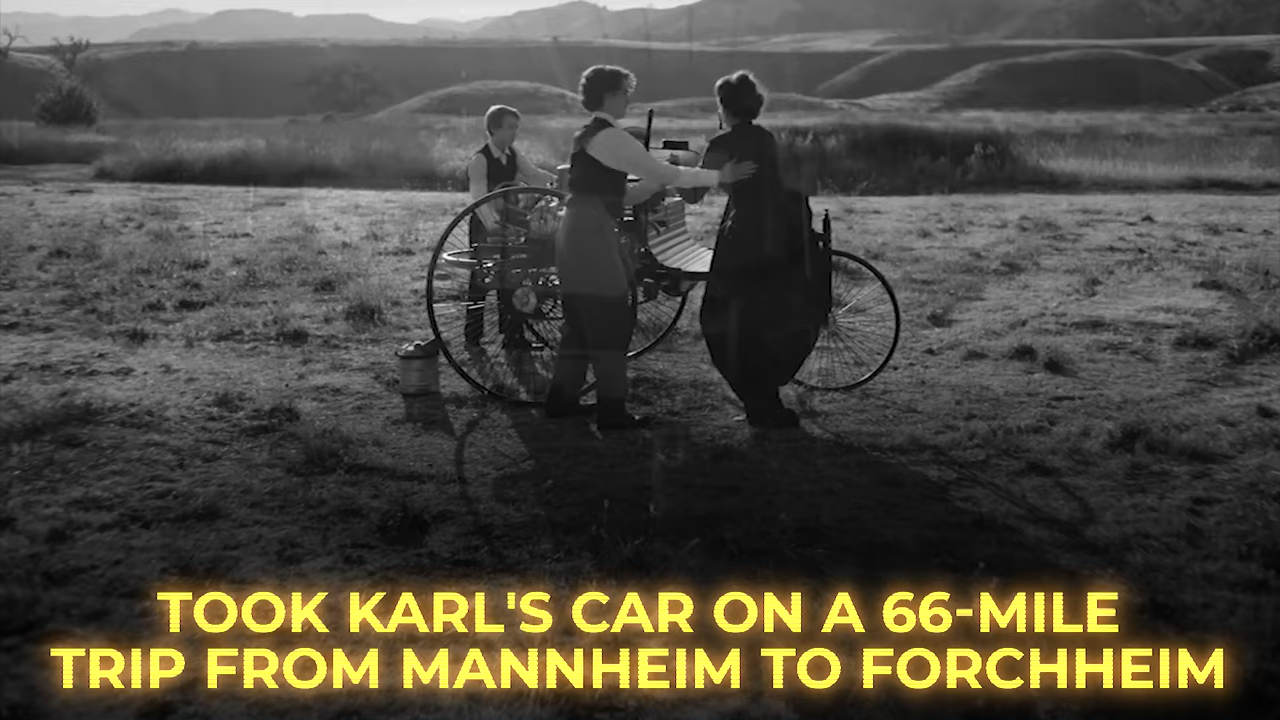 TOOK KARL'S CAR ON A 66-MILE
TRIP FROM MANNHEIM TO FORCHHEIM